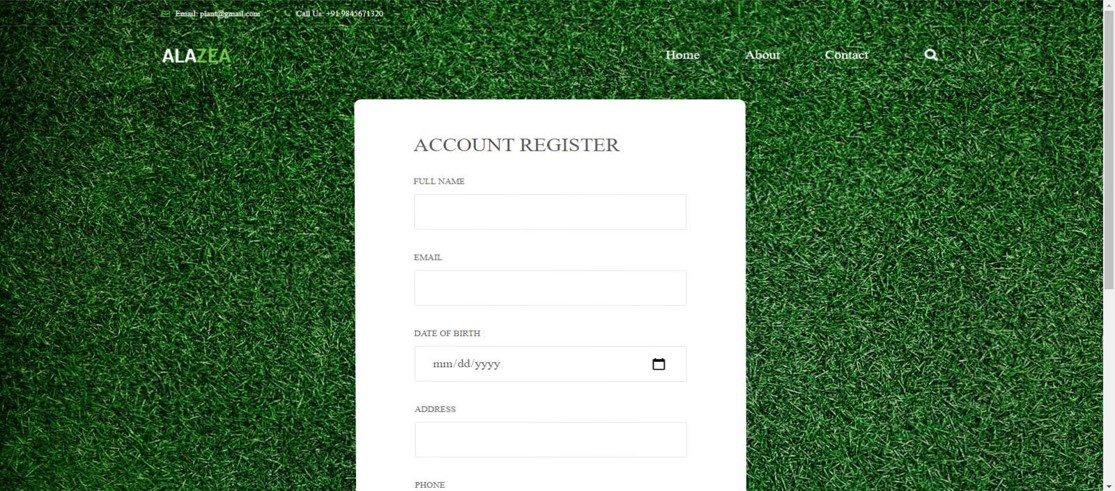 Email: plant@gmail.com Call Us: +91 9845671320
ALAZEA Home About Contact
ACCOUNT REGISTER
FULL NAME
EMAIL
DATE OF BIRTH
mm/dd/yyyy
ADDRESS
PHONE